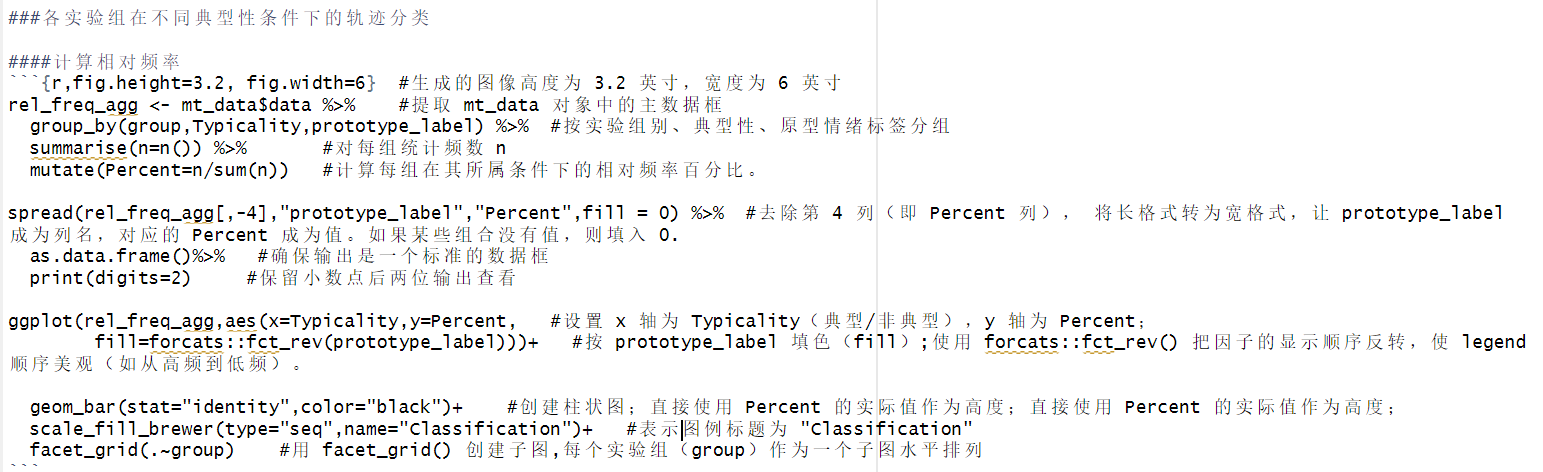 ###各实验组在不同典型性条件下的轨迹分类
####计算相对频率
```{r,fig.height=3.2, fig.width=6}  #生成的图像高度为 3.2 英寸，宽度为 6 英寸
rel_freq_agg <- mt_data$data %>%    #提取 mt_data 对象中的主数据框
  group_by(group,Typicality,prototype_label) %>%  #按实验组别、典型性、原型情绪标签分组
  summarise(n=n()) %>%       #对每组统计频数 n
  mutate(Percent=n/sum(n))   #计算每组在其所属条件下的相对频率百分比。
spread(rel_freq_agg[,-4],"prototype_label","Percent",fill = 0) %>%  #去除第 4 列（即 Percent 列）， 将长格式转为宽格式，让 prototype_label
成为列名，对应的 Percent 成为值。如果某些组合没有值，则填入 0.
  as.data.frame()%>%   #确保输出是一个标准的数据框
  print(digits=2)     #保留小数点后两位输出查看
ggplot(rel_freq_agg,aes(x=Typicality,y=Percent,   #设置 x 轴为 Typicality（典型/非典型），y 轴为 Percent；
        fill=forcats::fct_rev(prototype_label)))+   #按 prototype_label 填色（fill）;使用 forcats::fct_rev() 把因子的显示顺序反转，使 legend
顺序美观（如从高频到低频）。
  geom_bar(stat="identity",color="black")+    #创建柱状图；直接使用 Percent 的实际值作为高度；直接使用 Percent 的实际值作为高度；
  scale_fill_brewer(type="seq",name="Classification")+   #表示图例标题为 "Classification"
  facet_grid(.~group)    #用 facet_grid() 创建子图,每个实验组（group）作为一个子图水平排列
```